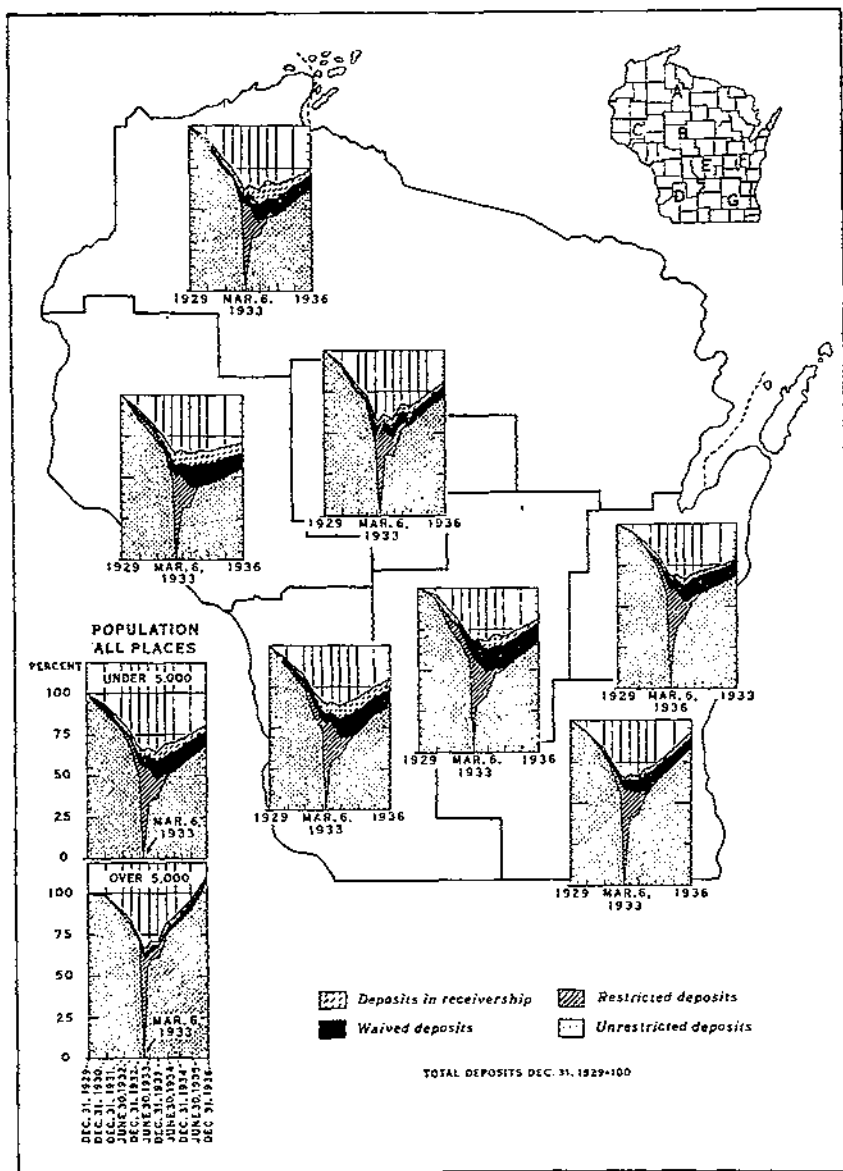 A
C
B
E
F
D
G
1929 MAR. 6, 1936
1933
1929 MAR. 6, 1936
1933
1929 MAR. 6, 1936
1933
1929 MAR. 6, 1933
1936
1929 MAR. 6, 1936
1933
1929 MAR. 6, 1936
1933
1929 MAR. 6, 1936
1933
POPULATION
ALL PLACES
PERCENT
UNDER 5,000
100
75
50
25
MAR. 6,
1933
0
OVER 5,000
100
75
50
25
MAR. 6,
1933
0
DEC. 31, 1929
DEC. 31, 1930
DEC. 31, 1931
JUNE 30, 1932
DEC. 31, 1932
JUNE 30, 1933
DEC. 31, 1933
JUNE 30, 1934
DEC. 31, 1934
JUNE 30, 1935
DEC. 31, 1936
Deposits in receivership
Restricted deposits
Waived deposits
Unrestricted deposits
TOTAL DEPOSITS DEC. 31, 1929=100